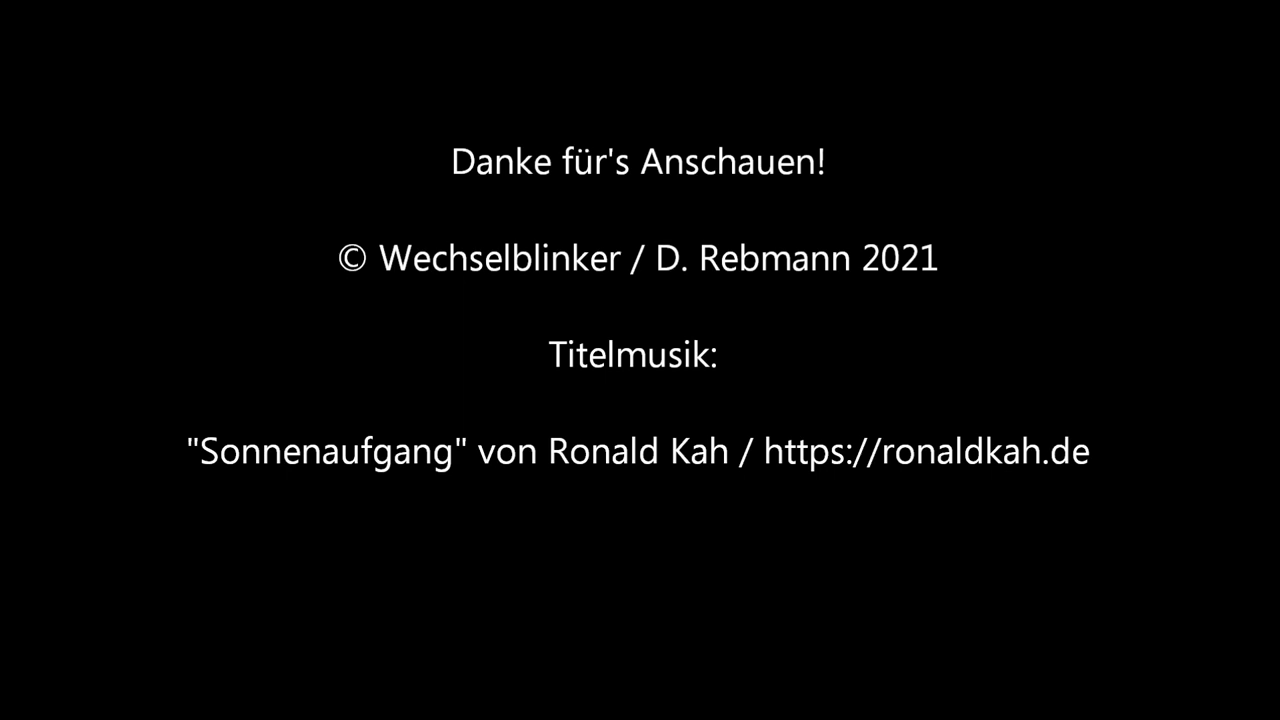 Danke für's Anschauen!
© Wechselblinker / D. Rebmann 2021
Titelmusik:
"Sonnenaufgang" von Ronald Kah / https://ronaldkah.de